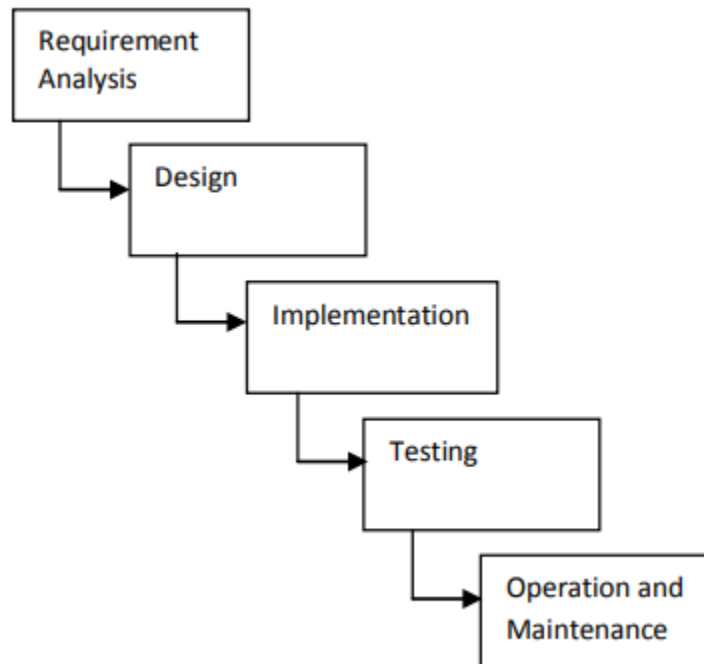 Requirement
Analysis
Design
Implementation
Testing
Operation and
Maintenance